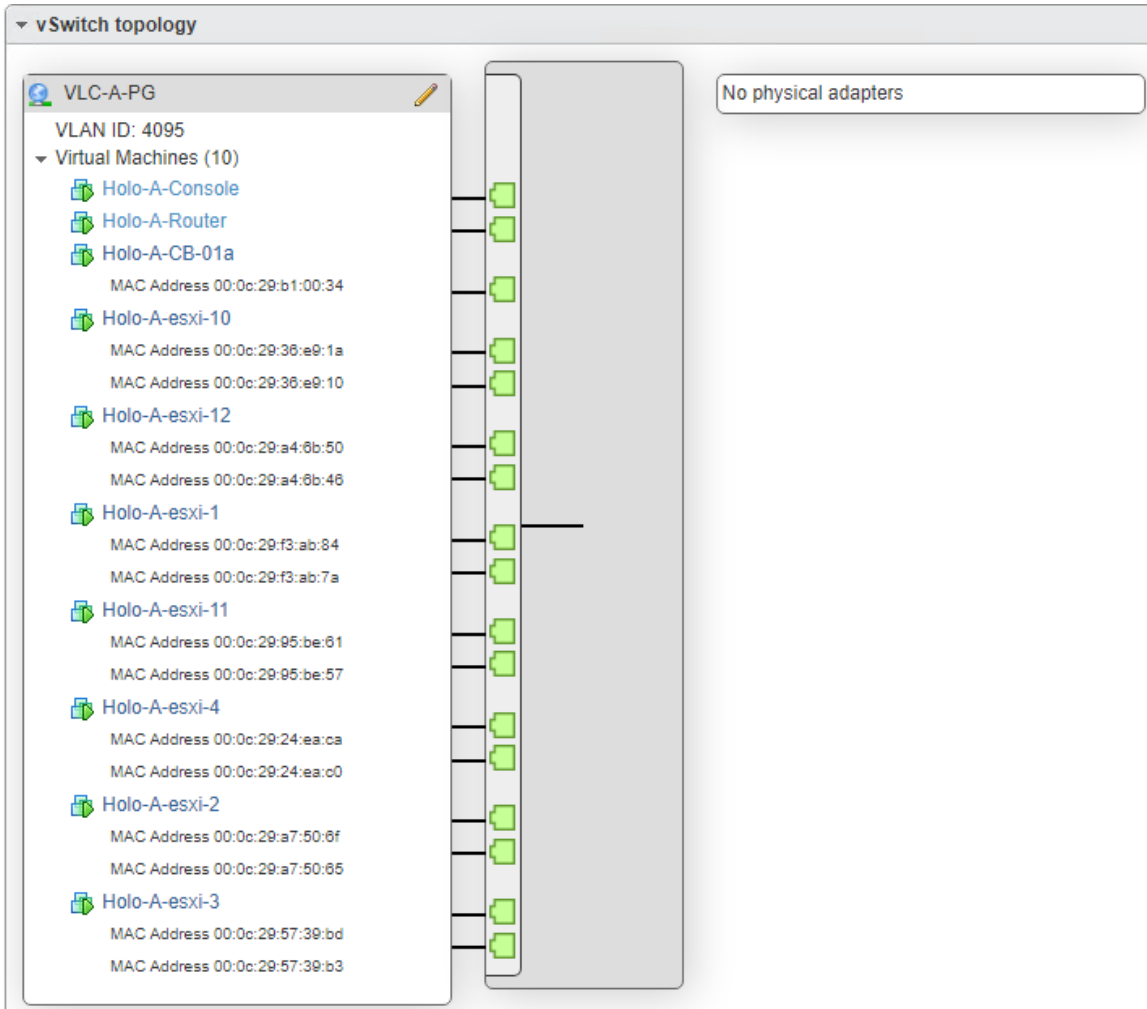 vSwitch topology
VLC-A-PG
VLAN ID: 4095
Virtual Machines (10)
Holo-A-Console
Holo-A-Router
Holo-A-CB-01a
MAC Address 00:0c:29:b1:00:34
Holo-A-esxi-10
MAC Address 00:0c:29:36:e9:1a
MAC Address 00:0c:29:36:e9:10
Holo-A-esxi-12
MAC Address 00:0c:29:a4:6b:50
MAC Address 00:0c:29:a4:6b:46
Holo-A-esxi-1
MAC Address 00:0c:29:f3:ab:84
MAC Address 00:0c:29:f3:ab:7a
Holo-A-esxi-11
MAC Address 00:0c:29:95:be:61
MAC Address 00:0c:29:95:be:57
Holo-A-esxi-4
MAC Address 00:0c:29:24:ea:ca
MAC Address 00:0c:29:24:ea:c0
Holo-A-esxi-2
MAC Address 00:0c:29:a7:50:6f
MAC Address 00:0c:29:a7:50:65
Holo-A-esxi-3
MAC Address 00:0c:29:57:39:bd
MAC Address 00:0c:29:57:39:b3
No physical adapters